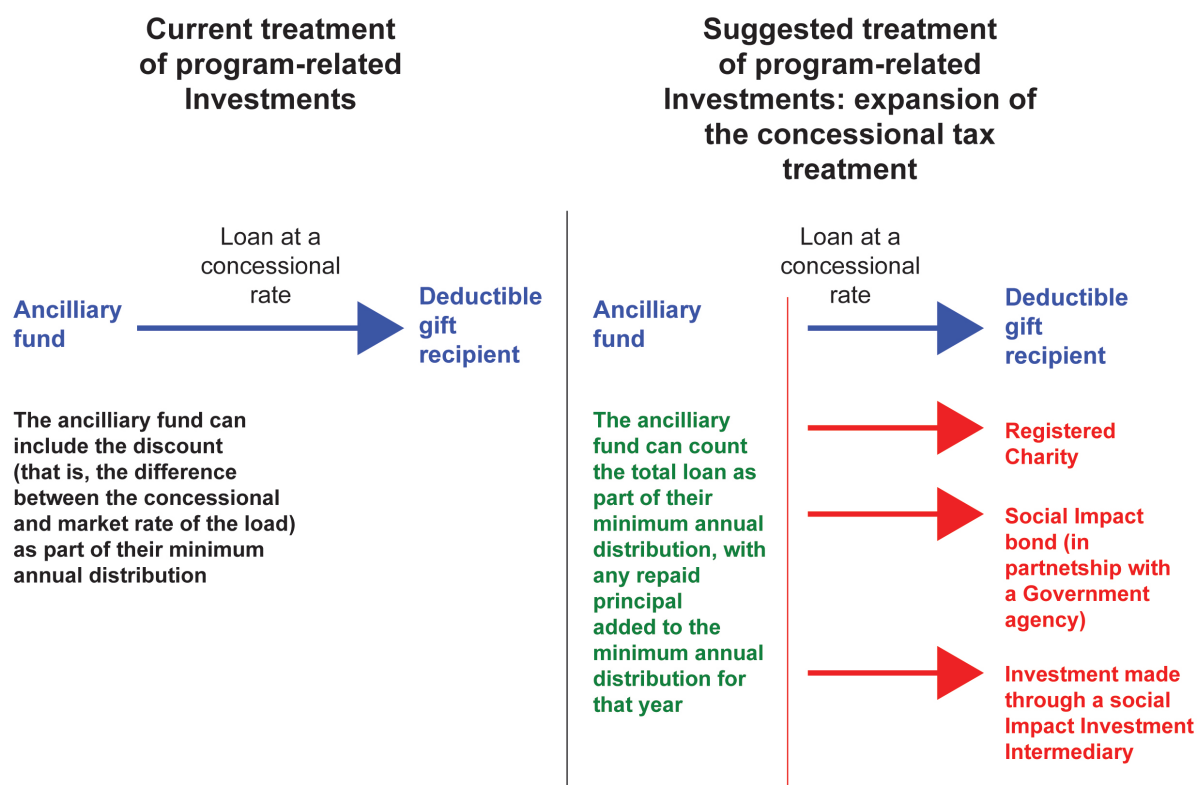 Current treatment
of program-related
Investments
Loan at a
concessional
rate
Ancilliary
fund
Deductible
gift
recipient
The ancilliary fund can
include the discount
(that is, the difference
between the concessional
and market rate of the load)
as part of their minimum
annual distribution
Suggested treatment
of program-related
Investments: expansion of
the concessional tax
treatment
Loan at a
concessional
rate
Ancilliary
fund
Deductible
gift
recipient
The ancilliary
fund can count
the total loan as
part of their
minimum annual
distribution, with
any repaid
principal
added to the
minimum annual
distribution for
that year
Registered
Charity
Social Impact
bond (in
partnetship with
a Government
agency)
Investment made
through a social
Impact Investment
Intermediary